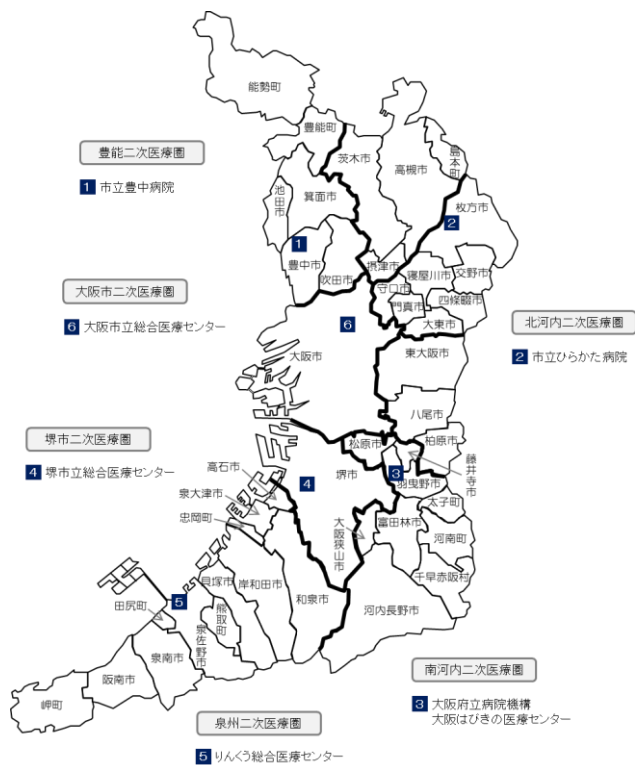 能勢町
豊能町
茨木市
高槻市
島本町
豊能二次医療圏
1 市立豊中病院
池田市
箕面市
枚方市
2
1
豊中市
吹田市
摂津市
守口市
寝屋川市
交野市
門真市
四條畷市
大東市
大阪市二次医療圏
6 大阪市立総合医療センター
6
大阪市
東大阪市
北河内二次医療圏
2 市立ひらかた病院
八尾市
松原市
柏原市
藤井寺市
堺市二次医療圏
4 堺市立総合医療センター
高石市
泉大津市
忠岡町
4
堺市
3
羽曳野市
太子町
大阪狭山市
富田林市
河南町
千早赤阪村
5
貝塚市
岸和田市
和泉市
河内長野市
田尻町
熊取町
泉佐野市
泉南市
阪南市
岬町
南河内二次医療圏
3 大阪府立病院機構
大阪はびきの医療センター
泉州二次医療圏
5 りんくう総合医療センター